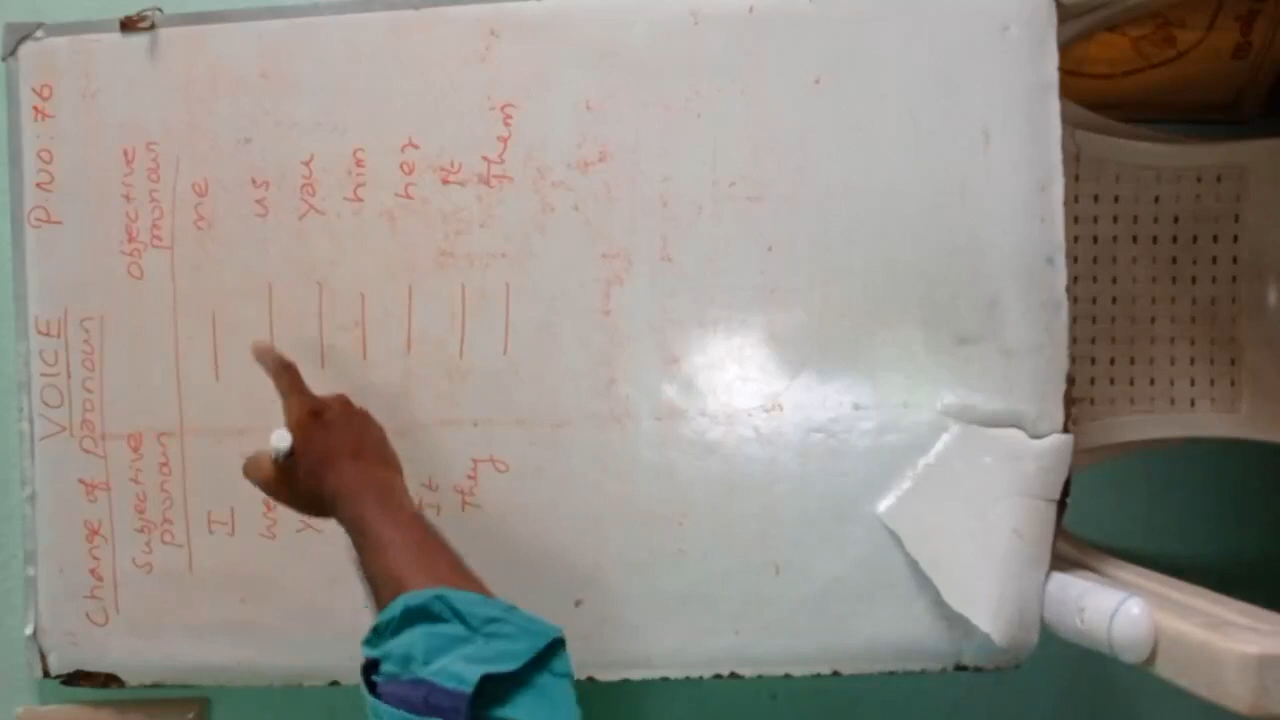 VOICE P.NO:76
Change of pronoun
Subjective pronoun Objective pronoun
I — me
We — us
— you
— him
— her
It — It
They — Them